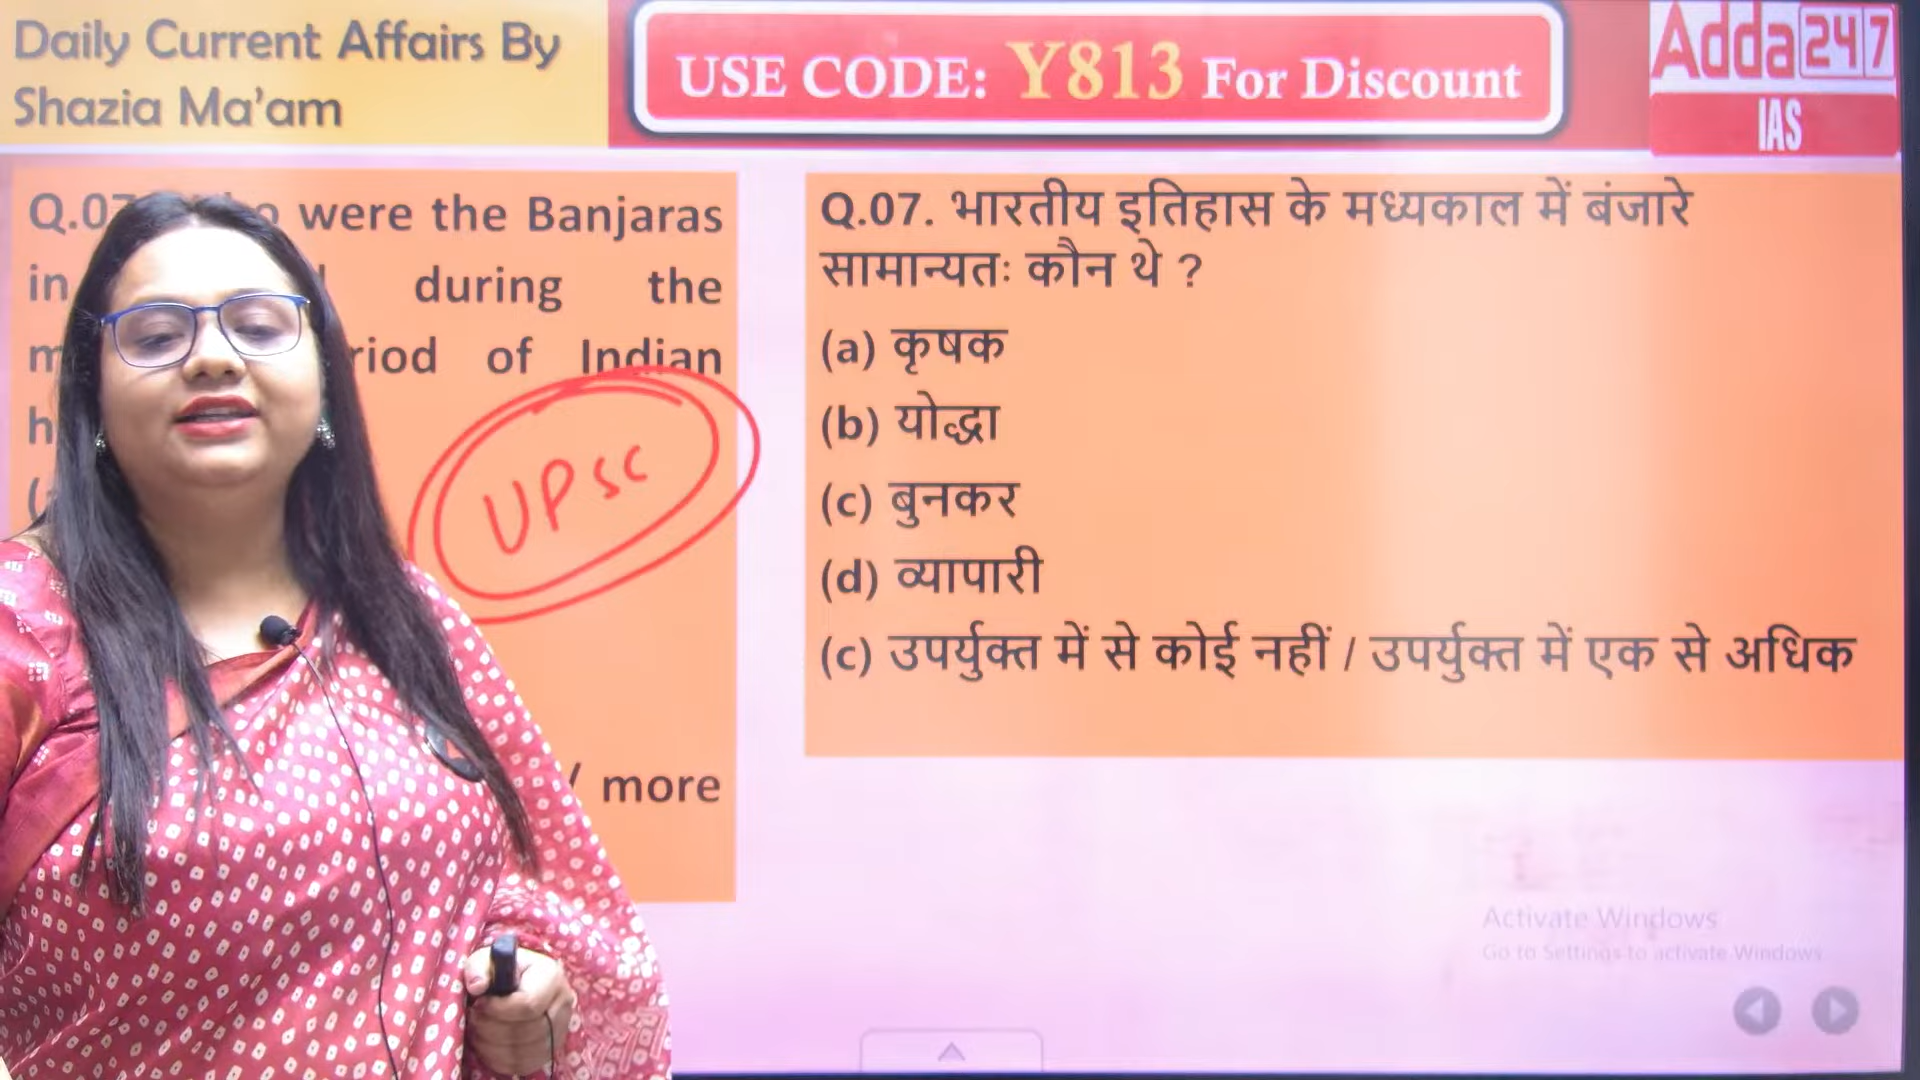 Daily Current Affairs By
Shazia Ma'am
USE CODE: Y813 For Discount
Adda247
IAS
Q.07 were the Banjaras
in during the
riod of Indian
UPSC
/ more
Q.07. भारतीय इतिहास के मध्यकाल में बंजारे
सामान्यतः कौन थे ?
(a) कृषक
(b) योद्धा
(c) बुनकर
(d) व्यापारी
(c) उपर्युक्त में से कोई नहीं / उपर्युक्त में एक से अधिक
Activate Windows
Go to Settings to activate Windows